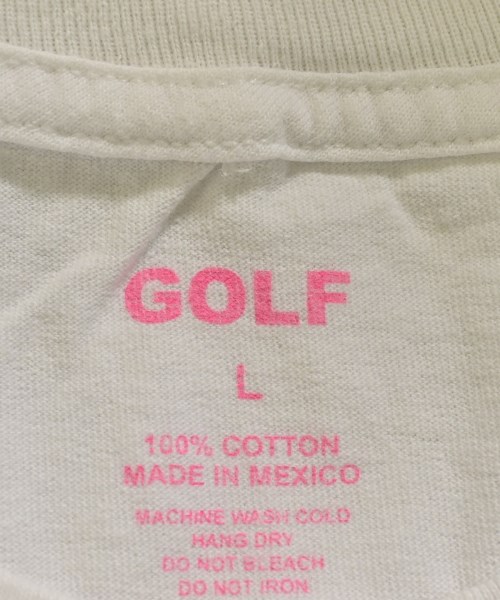 GOLF
L
100% COTTON
MADE IN MEXICO
MACHINE WASH COLD
HANG DRY
DO NOT BLEACH
DO NOT IRON